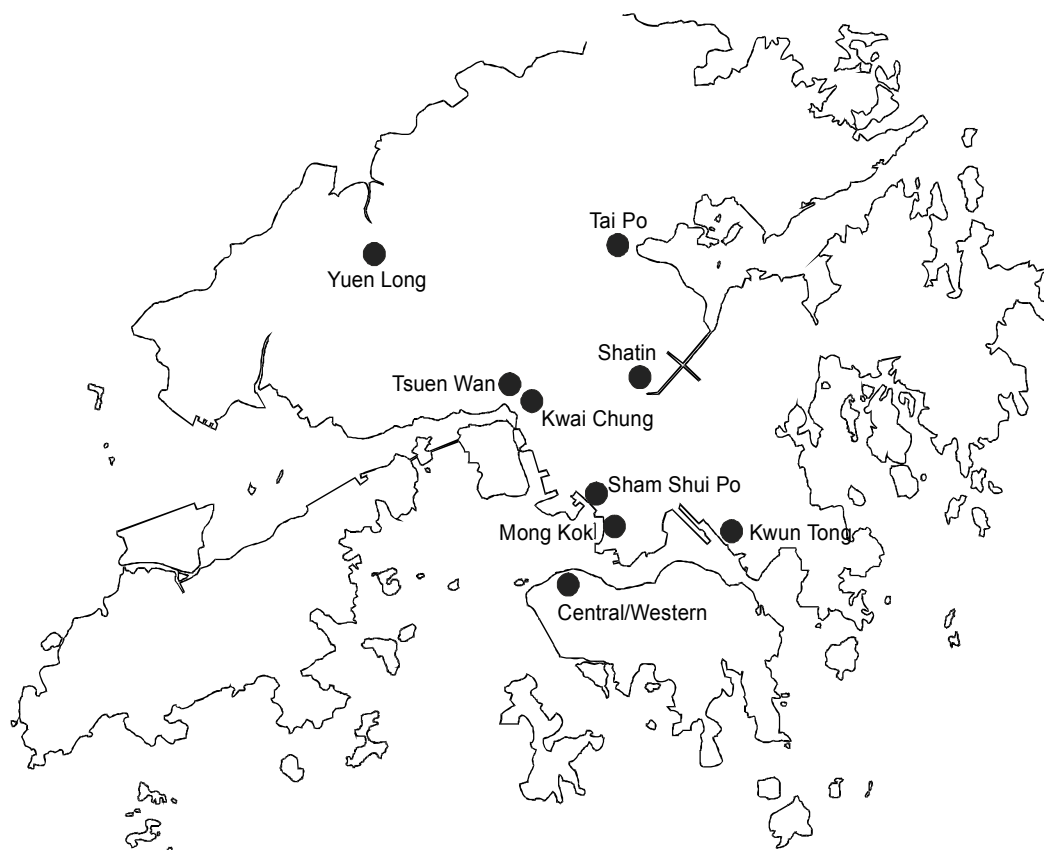 Tai Po
Yuen Long
Shatin
Tsuen Wan
Kwai Chung
Sham Shui Po
Mong Kok
Kwun Tong
Central/Western